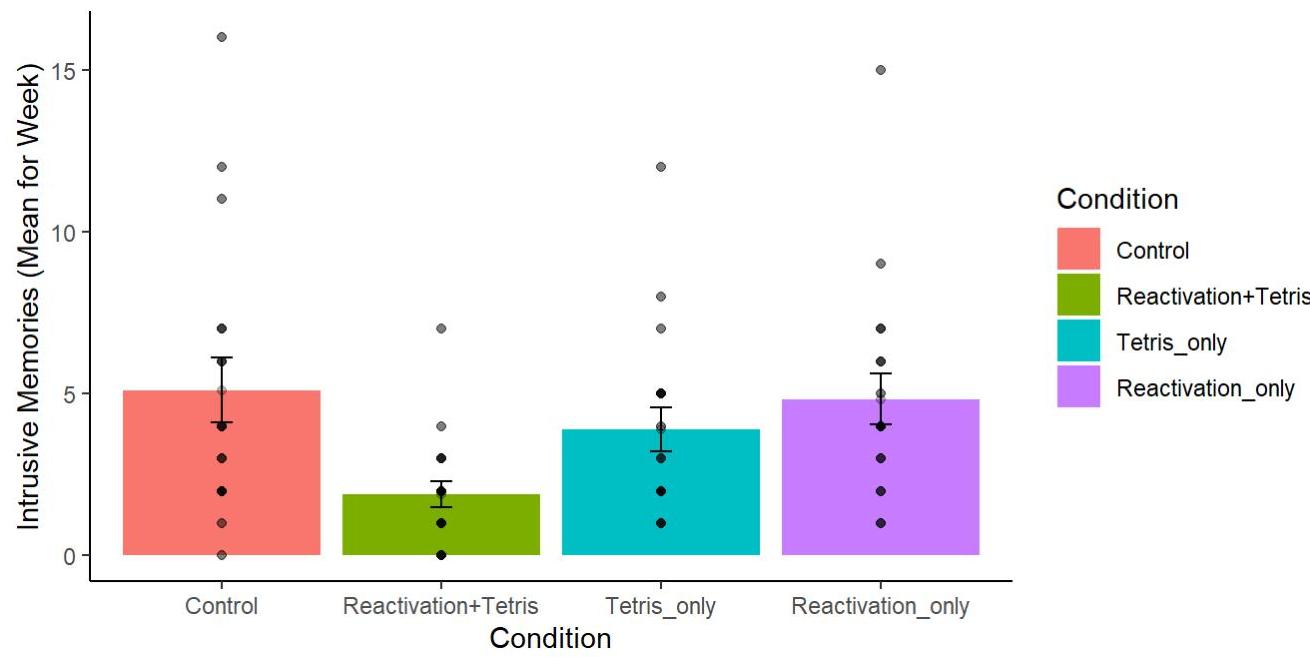 Intrusive Memories (Mean for Week)
15
10
5
0
Control
Reactivation+Tetris
Tetris_only
Reactivation_only
Condition
Condition
Control
Reactivation+Tetris
Tetris_only
Reactivation_only